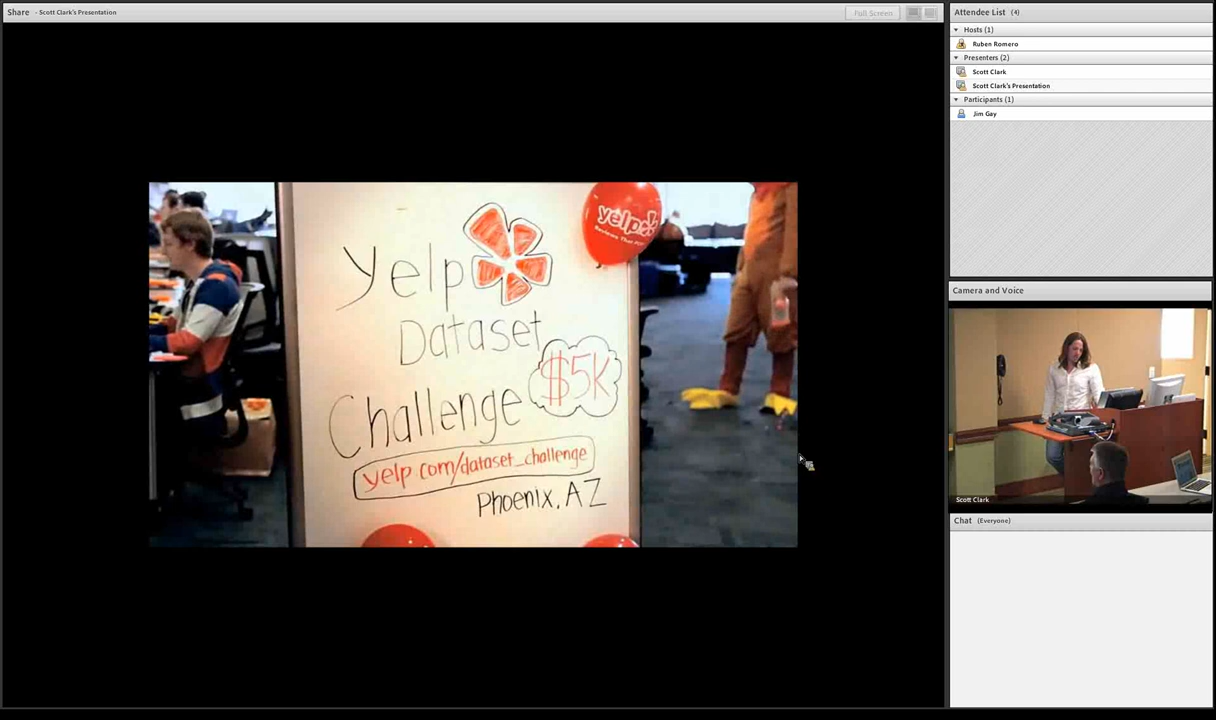 Share - Scott Clark's Presentation
Full Screen
yelp
Yelp
Dataset
$5K
Challenge
yelp.com/dataset_challenge
Phoenix, AZ
Attendee List (4)
Hosts (1)
Ruben Romero
Presenters (2)
Scott Clark
Scott Clark's Presentation
Participants (1)
Jim Gay
Camera and Voice
Scott Clark
Chat (Everyone)